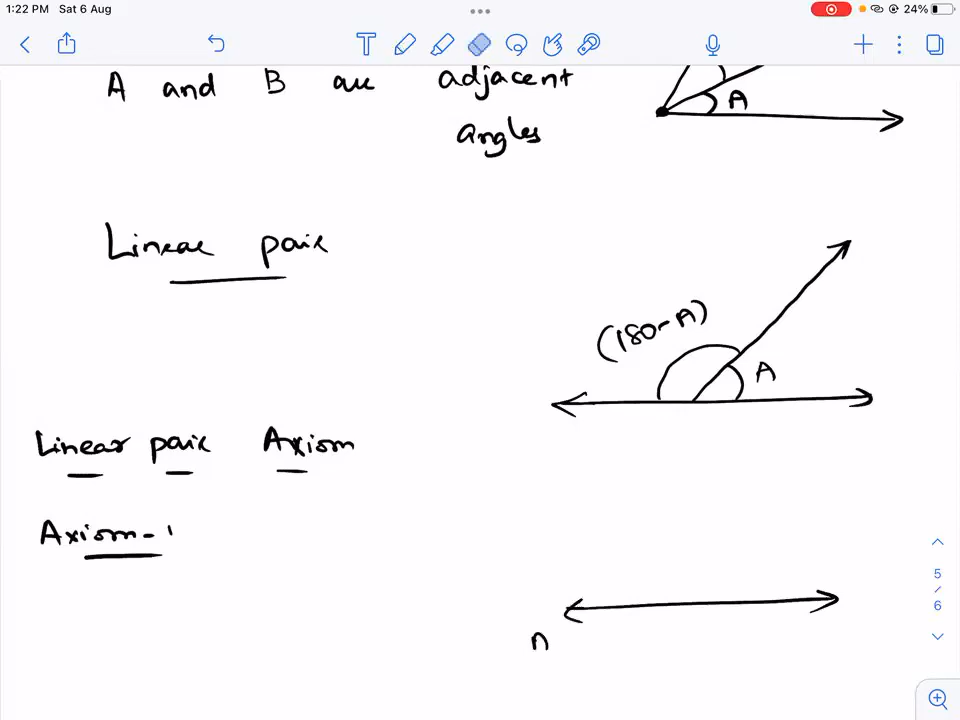 1:22 PM Sat 6 Aug
24%
T
A and B are adjacent
angles
A
Linear pair
(180-A)
A
Linear pair Axiom
Axiom-1
5
/
6
n